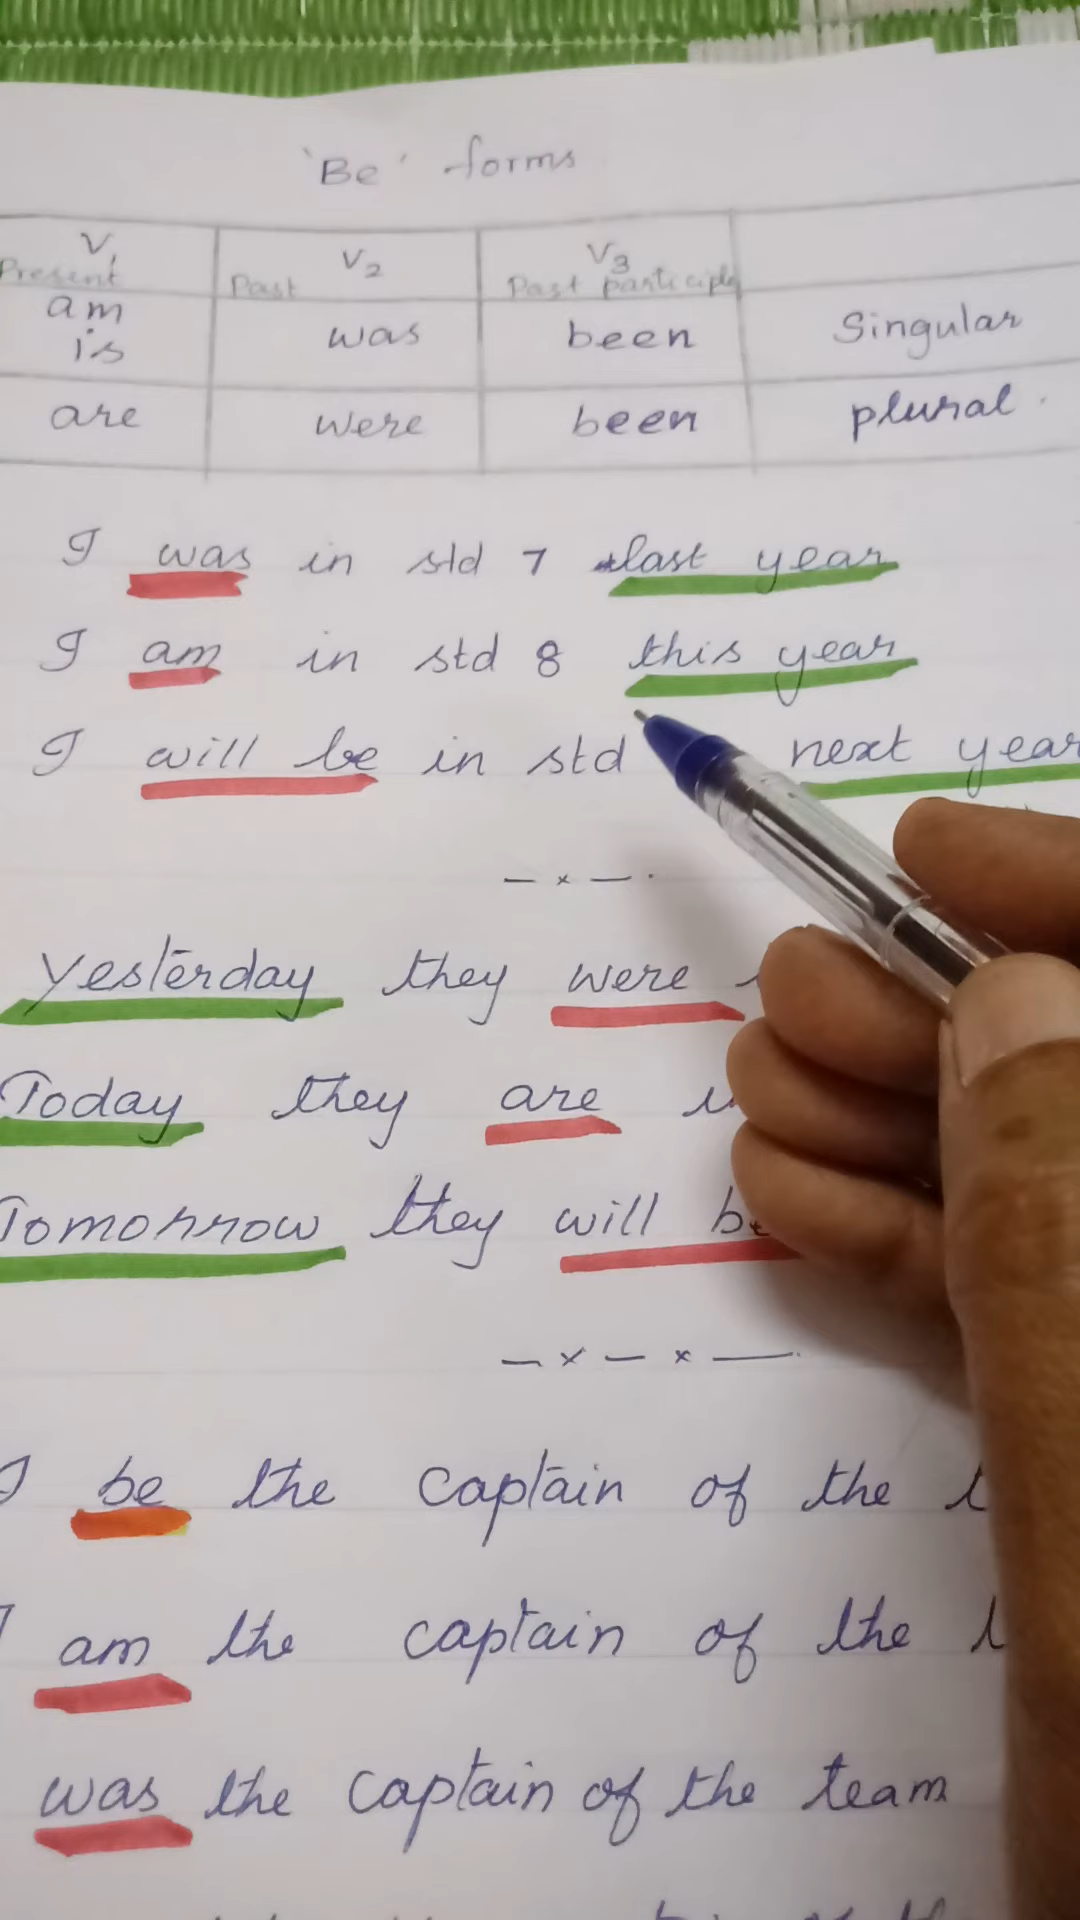 'Be' forms
V1 V2 V3
Present Past Past participle
am
is was been Singular
are were been plural.
I was in std 7 last year
I am in std 8 this year
I will be in std next year
Yesterday they were
Today they are
Tomorrow they will be
I be the captain of the
I am the captain of the
was the captain of the team